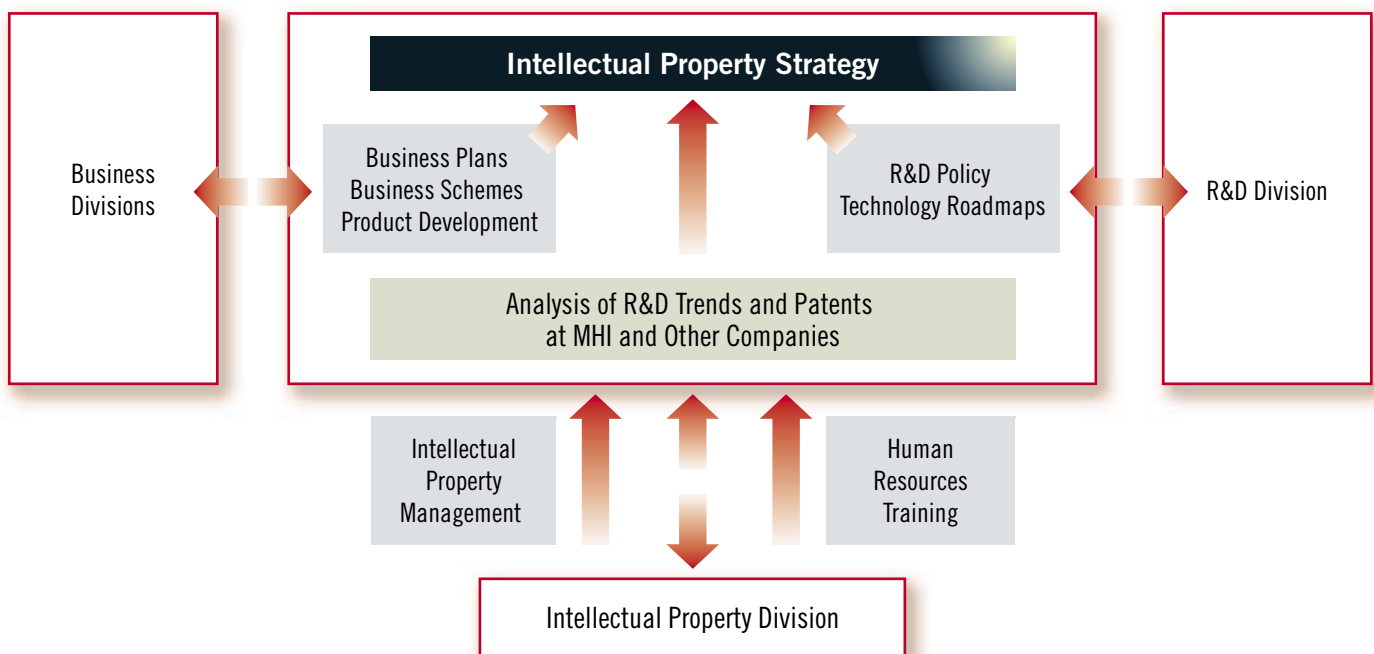 Intellectual Property Strategy
Business
Divisions
Business Plans
Business Schemes
Product Development
R&D Policy
Technology Roadmaps
R&D Division
Analysis of R&D Trends and Patents
at MHI and Other Companies
Intellectual
Property
Management
Human
Resources
Training
Intellectual Property Division